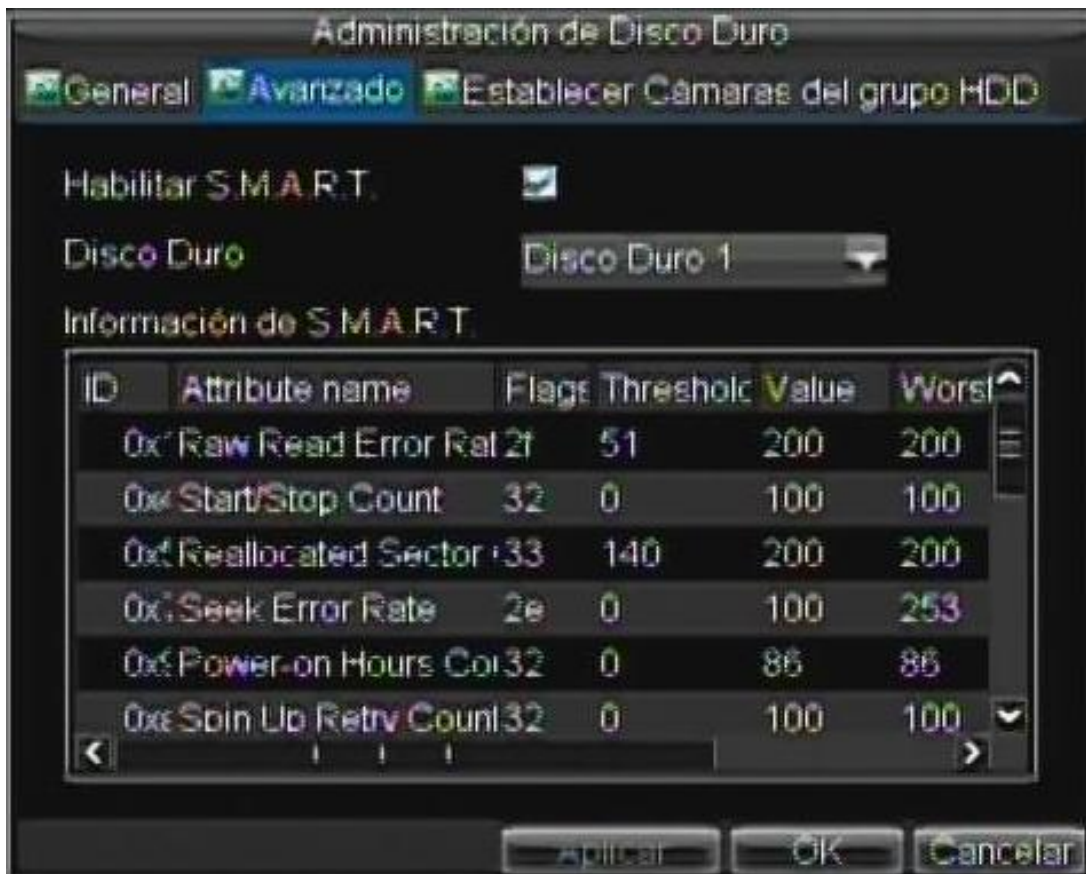 Administración de Disco Duro
General Avanzado Establecer Cámaras del grupo HDD
Habilitar S.M.A.R.T.
Disco Duro Disco Duro 1
Información de S.M.A.R.T.
ID Attribute name Flags Threshold Value Worst
Raw Read Error Rat 2f 51 200 200
Start/Stop Count 32 0 100 100
Reallocated Sector 33 140 200 200
Seek Error Rate 2e 0 100 253
Power-on Hours Cou 32 0 86 86
Spin Up Retry Count 32 0 100 100
Aplicar OK Cancelar